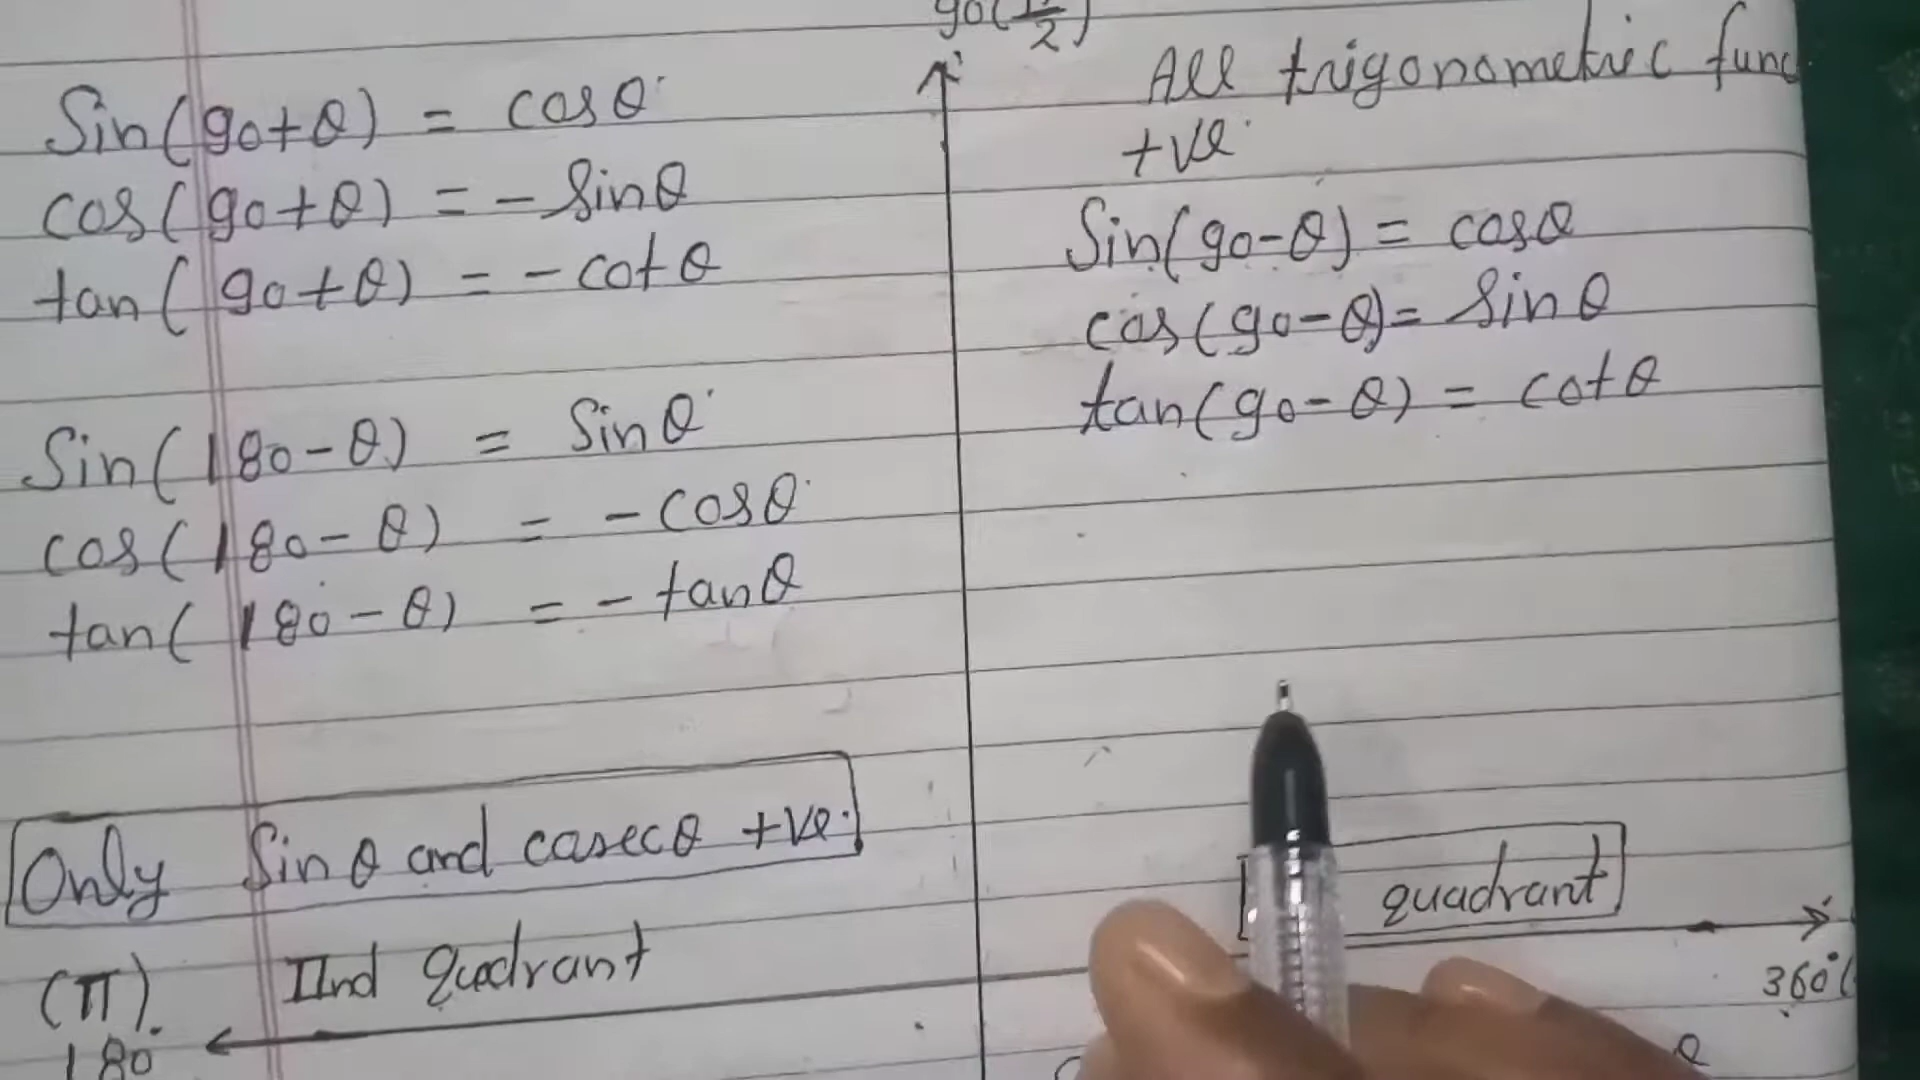 90(π/2)
Sin(90+θ) = cosθ
cos(90+θ) = - Sinθ
tan(90+θ) = - cotθ
Sin(180-θ) = Sinθ
cos(180-θ) = - cosθ
tan(180-θ) = - tanθ
Only Sinθ and casecθ +ve.
IInd Quadrant
(π).
180
All trigonometric func
+ve.
Sin(90-θ) = cosθ
cos(90-θ) = Sinθ
tan(90-θ) = cotθ
quadrant
360°(